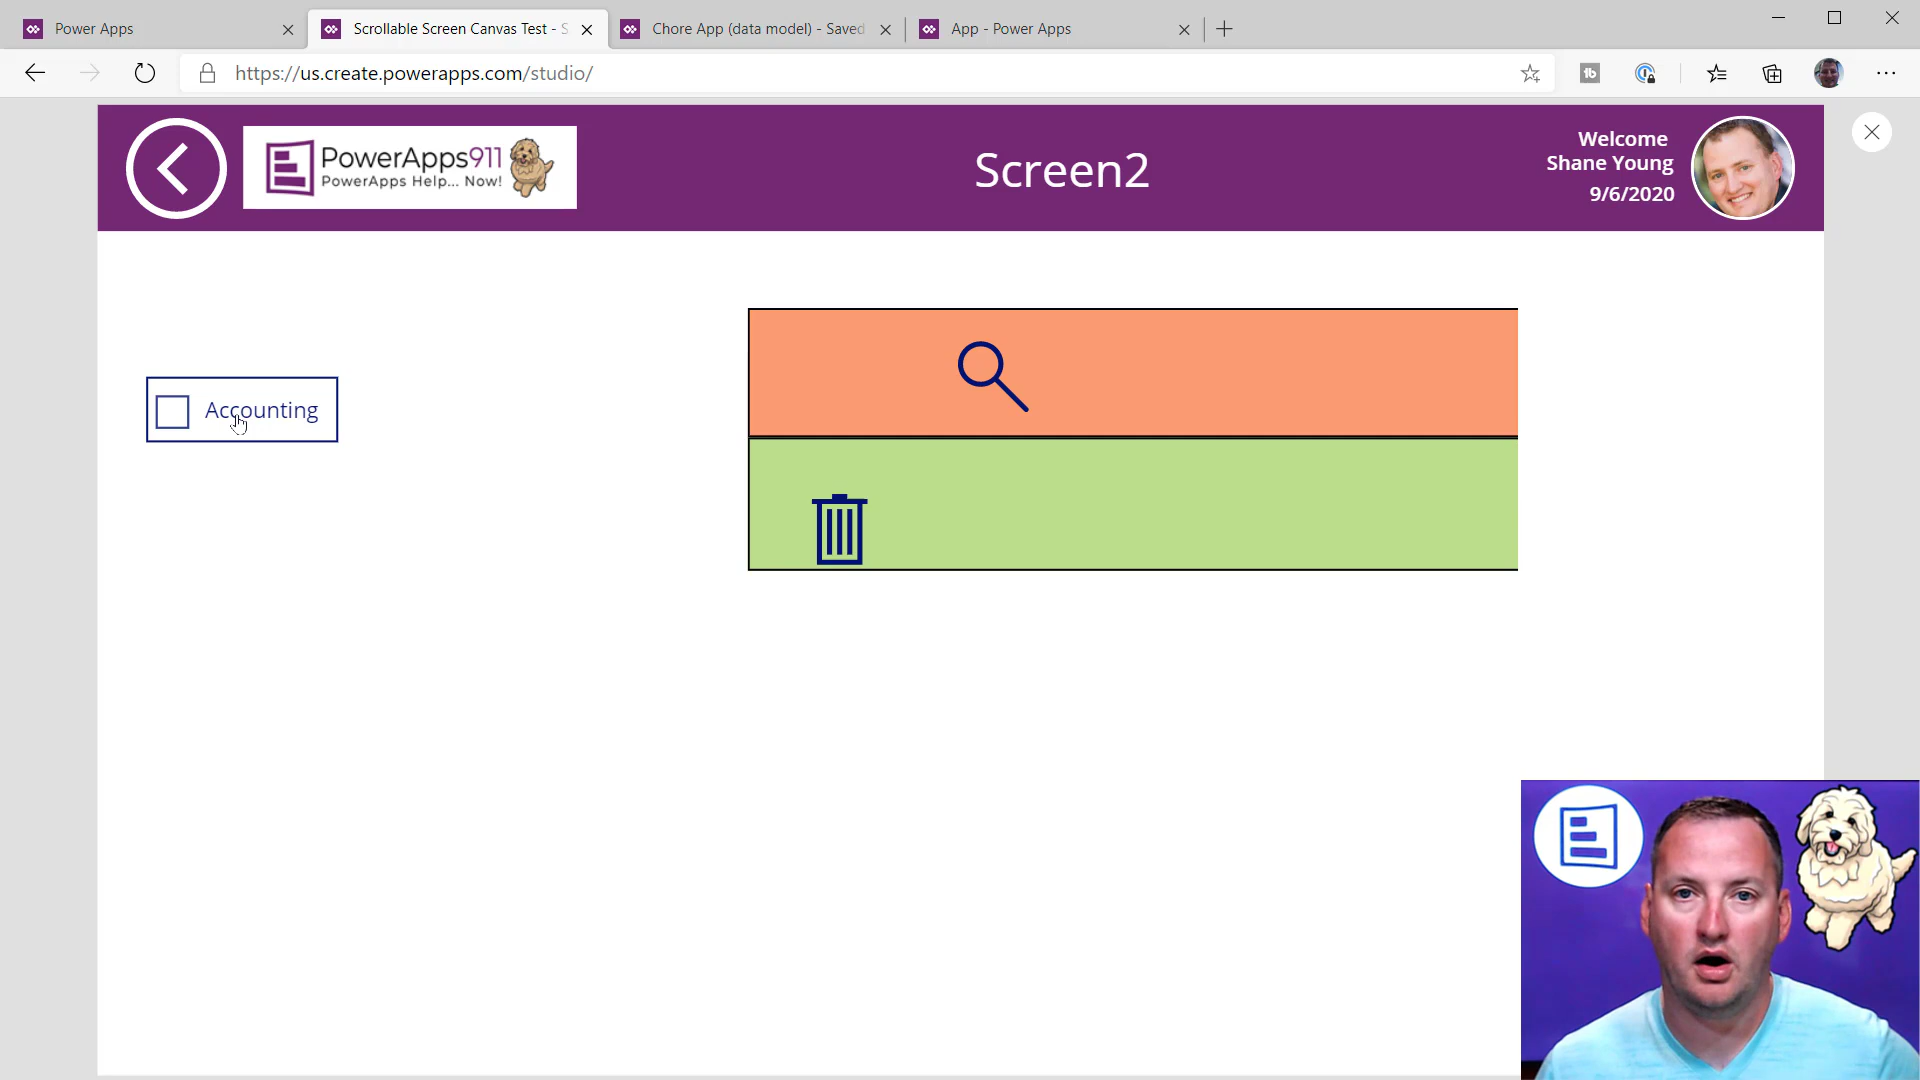 Power Apps
Scrollable Screen Canvas Test - S
Chore App (data model) - Saved
App - Power Apps
https://us.create.powerapps.com/studio/
tb
PowerApps911
PowerApps Help... Now!
Screen2
Welcome
Shane Young
9/6/2020
Accounting